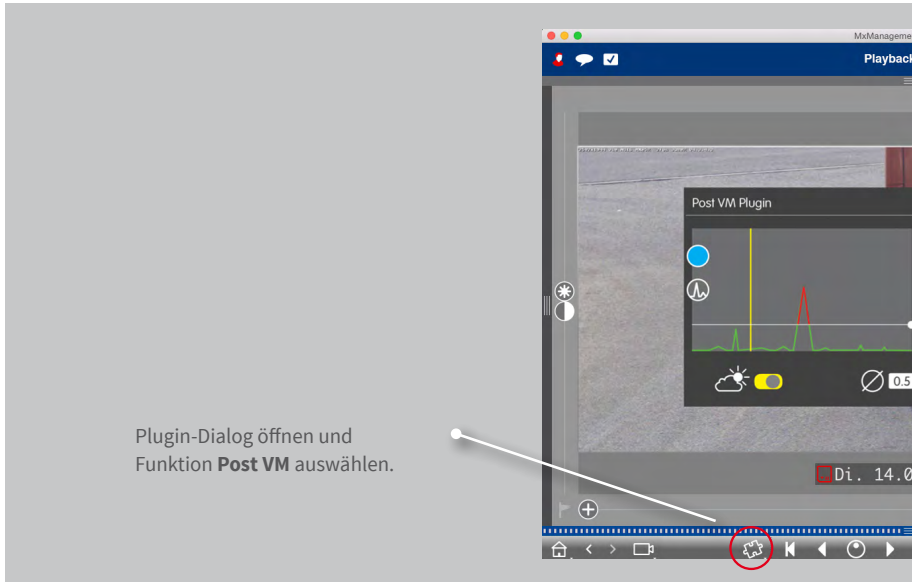 MxManageme
Playback
Post VM Plugin
0.5
Plugin-Dialog öffnen und
Funktion Post VM auswählen.
Di. 14.0